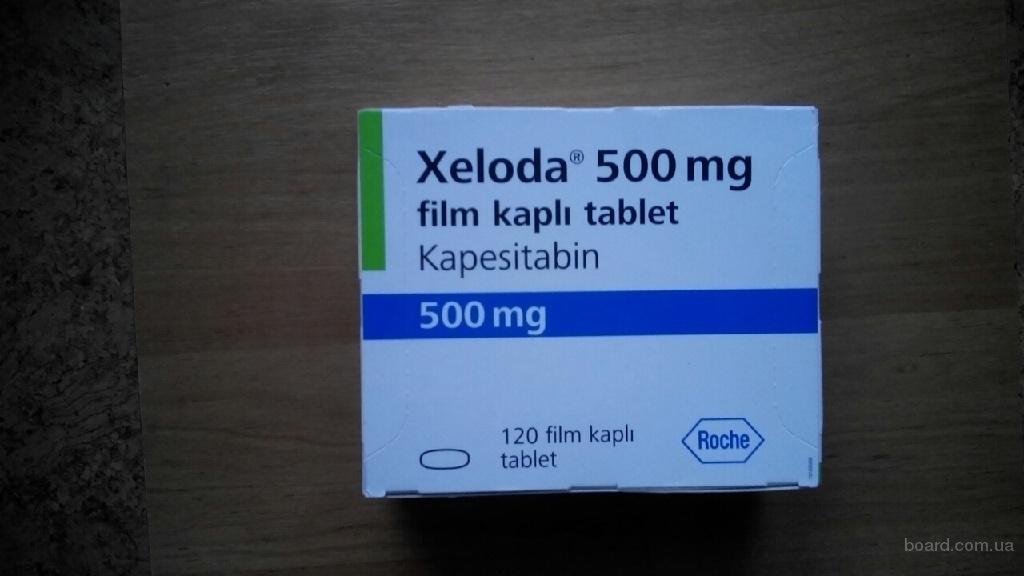 Xeloda® 500 mg
film kaplı tablet
Kapesitabin
500 mg
120 film kaplı
tablet
Roche
board.com.ua